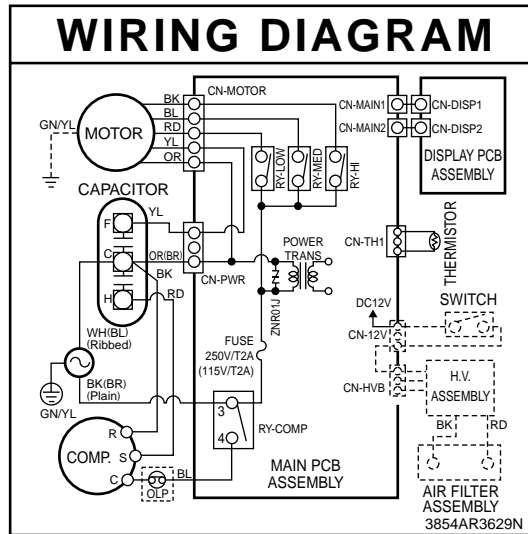 WIRING DIAGRAM
CN-MOTOR
BK
BL
RD
YL
OR
GN/YL
MOTOR
CN-MAIN1
CN-DISP1
CN-MAIN2
CN-DISP2
DISPLAY PCB
ASSEMBLY
RY-LOW
RY-MED
RY-HI
CAPACITOR
F
YL
C
OR(BR)
BK
H
RD
CN-PWR
POWER
TRANS
ZNR01J
CN-TH1
THERMISTOR
DC12V
SWITCH
CN-12V
WH(BL)
(Ribbed)
FUSE
250V/T2A
(115V/T2A)
BK(BR)
(Plain)
GN/YL
CN-HVB
H.V.
ASSEMBLY
BK
RD
3
4
RY-COMP
R
S
C
COMP.
OLP
BL
MAIN PCB
ASSEMBLY
AIR FILTER
ASSEMBLY
3854AR3629N